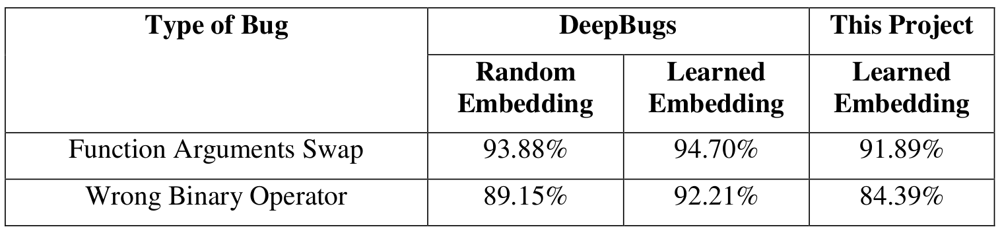 Type of Bug DeepBugs This Project
Random Embedding Learned Embedding Learned Embedding
Function Arguments Swap 93.88% 94.70% 91.89%
Wrong Binary Operator 89.15% 92.21% 84.39%